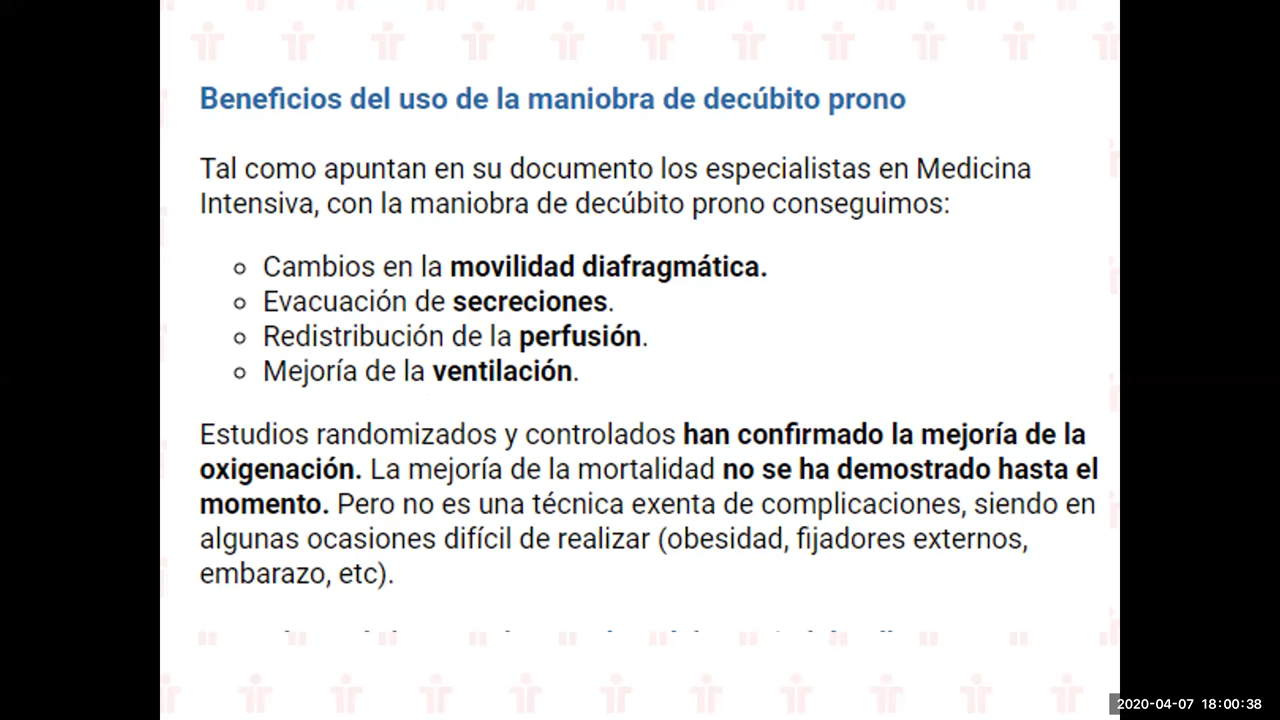 Beneficios del uso de la maniobra de decúbito prono
Tal como apuntan en su documento los especialistas en Medicina
Intensiva, con la maniobra de decúbito prono conseguimos:
Cambios en la movilidad diafragmática.
Evacuación de secreciones.
Redistribución de la perfusión.
Mejoría de la ventilación.
Estudios randomizados y controlados han confirmado la mejoría de la
oxigenación. La mejoría de la mortalidad no se ha demostrado hasta el
momento. Pero no es una técnica exenta de complicaciones, siendo en
algunas ocasiones difícil de realizar (obesidad, fijadores externos,
embarazo, etc).
2020-04-07 18:00:38